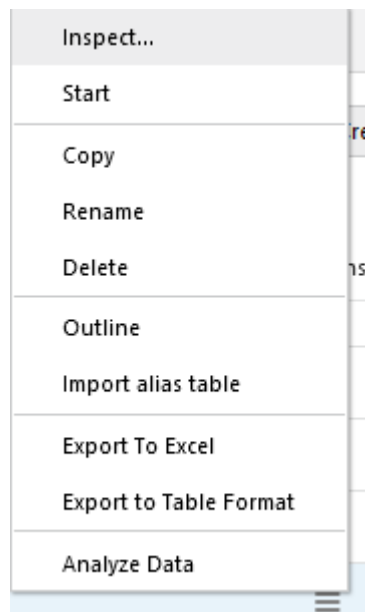 Inspect...
Start
Copy
Rename
Delete
Outline
Import alias table
Export To Excel
Export to Table Format
Analyze Data